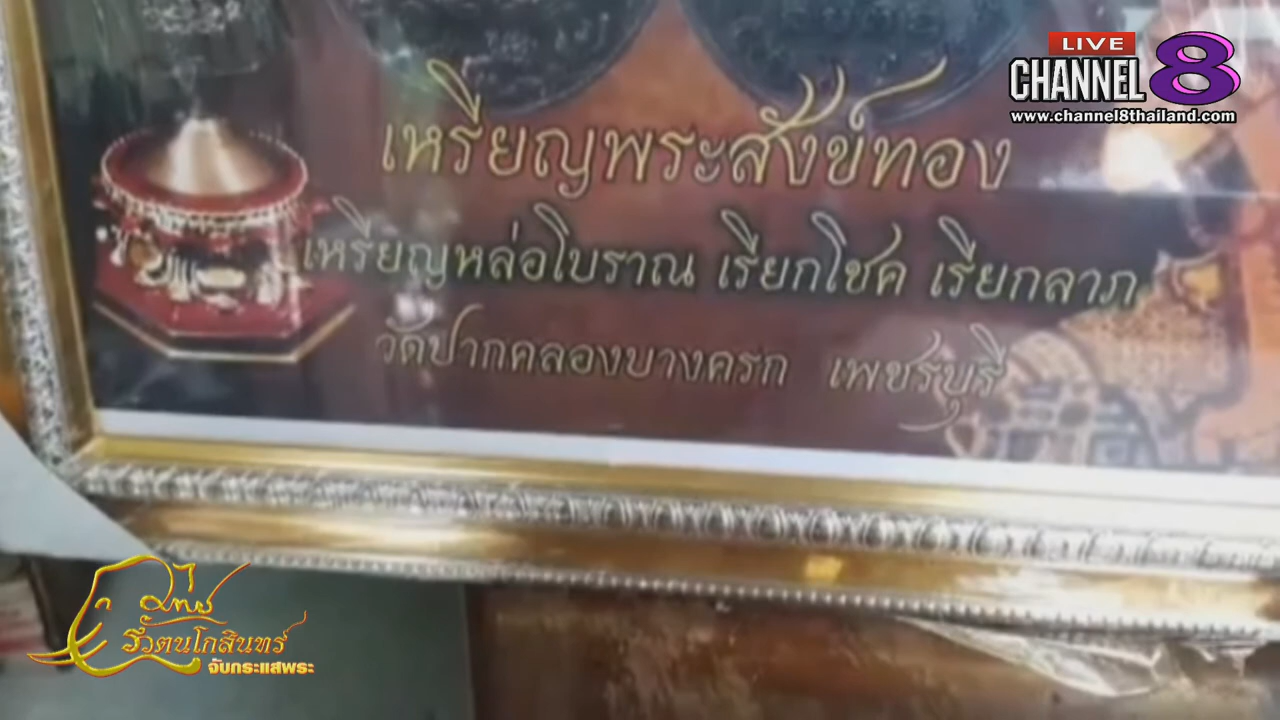 LIVE
CHANNEL 8
www.channel8thailand.com
เหรียญพระสังข์ทอง
เหรียญหล่อโบราณ เรียกโชค เรียกลาภ
วัดปากคลองบางครก เพชรบุรี
รัตนโกสินทร์
จับกระแสพระ